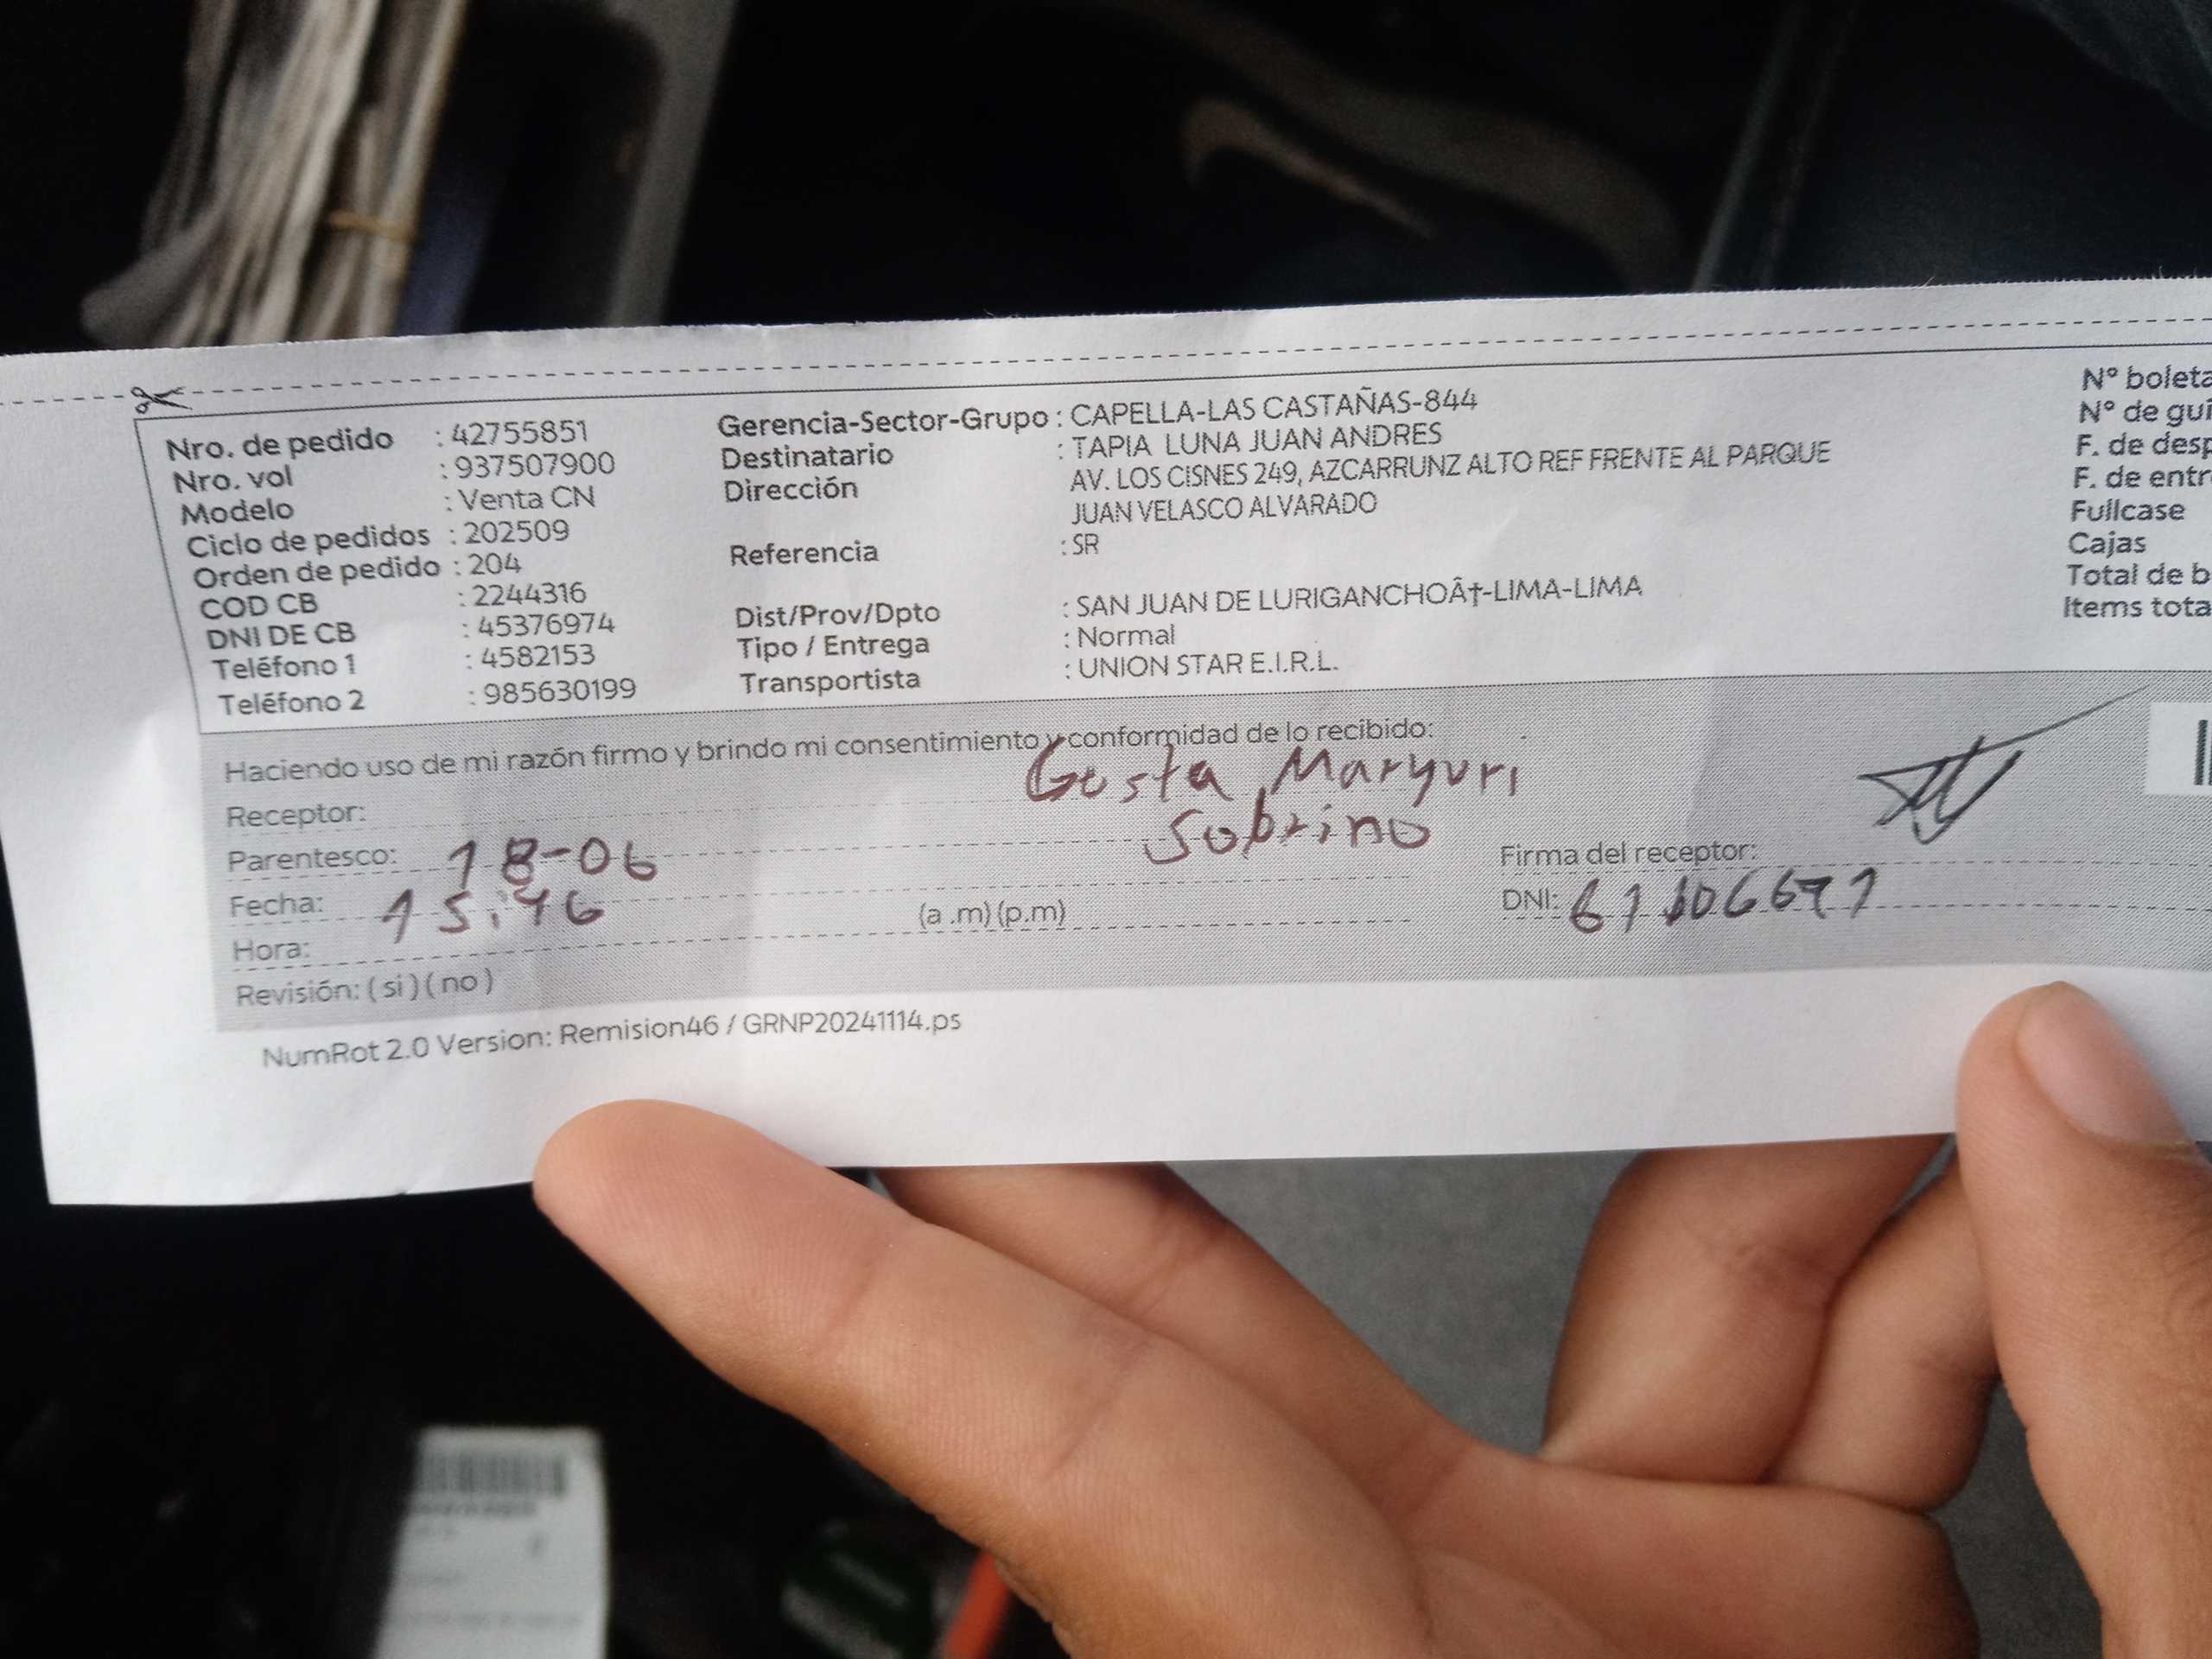 Nro. de pedido : 42755851
Nro. vol : 937507900
Modelo : Venta CN
Ciclo de pedidos : 202509
Orden de pedido : 204
COD CB : 2244316
DNI DE CB : 45376974
Teléfono 1 : 4582153
Teléfono 2 : 985630199
Gerencia-Sector-Grupo : CAPELLA-LAS CASTAÑAS-844
Destinatario : TAPIA LUNA JUAN ANDRES
Dirección AV. LOS CISNES 249, AZCARRUNZ ALTO REF FRENTE AL PARQUE
JUAN VELASCO ALVARADO
Referencia : SR
Dist/Prov/Dpto : SAN JUAN DE LURIGANCHOÂ†-LIMA-LIMA
Tipo / Entrega : Normal
Transportista : UNION STAR E.I.R.L.
N° boleta
N° de guí
F. de desp
F. de entr
Fullcase
Cajas
Total de b
Items tota
Haciendo uso de mi razón firmo y brindo mi consentimiento y conformidad de lo recibido:
Receptor: Maryuri
Parentesco: Sobrino
18-06
Fecha:
15:46
Hora: (a .m) (p.m)
Revisión: ( si ) ( no )
Firma del receptor:
DNI:
NumRot 2.0 Version: Remision46 / GRNP20241114.ps